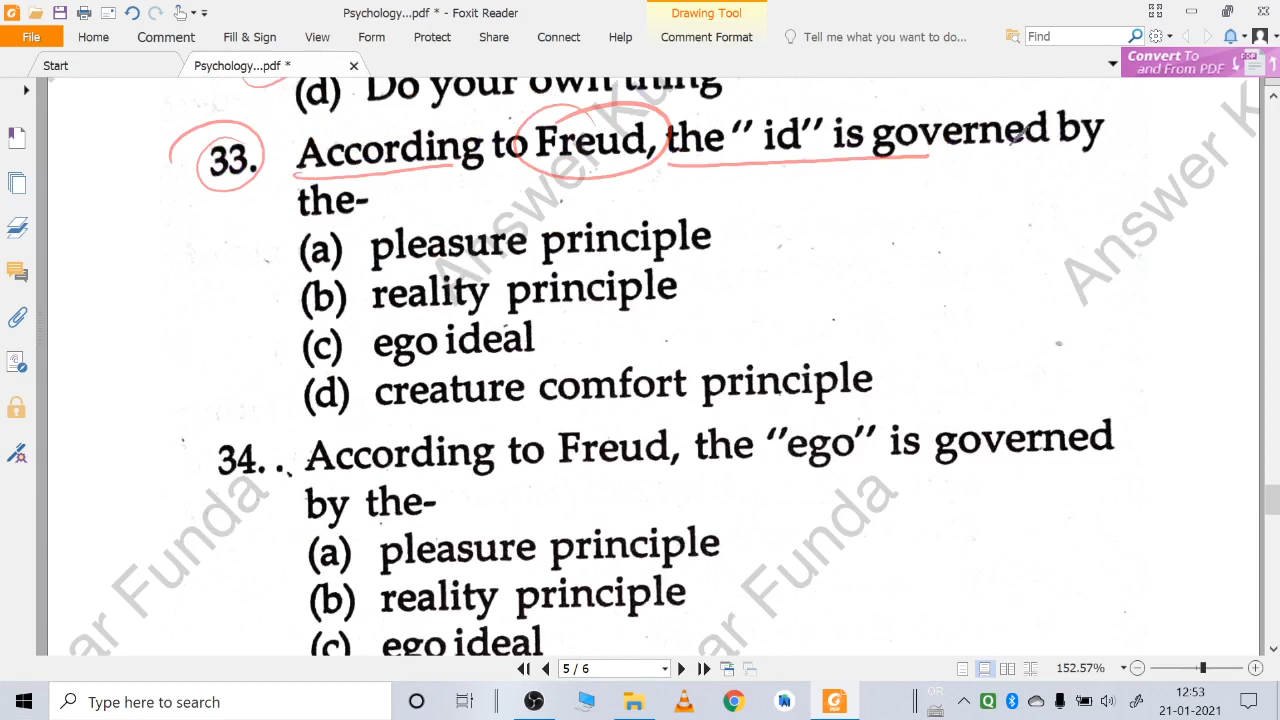 Psychology...pdf * - Foxit Reader
Drawing Tool
File
Home
Comment
Fill & Sign
View
Form
Protect
Share
Connect
Help
Comment Format
Tell me what you want to do...
Find
Start
Psychology...pdf *
Convert To
and From PDF
(d) Do your own thing
33. According to Freud, the " id" is governed by
the-
(a) pleasure principle
(b) reality principle
(c) ego ideal
(d) creature comfort principle
34. . According to Freud, the "ego" is governed
by the-
(a) pleasure principle
(b) reality principle
(c) ego ideal
Answer Ku
Answer K
ar Funda
ar Funda
5 / 6
152.57%
Type here to search
12:53
21-01-2021